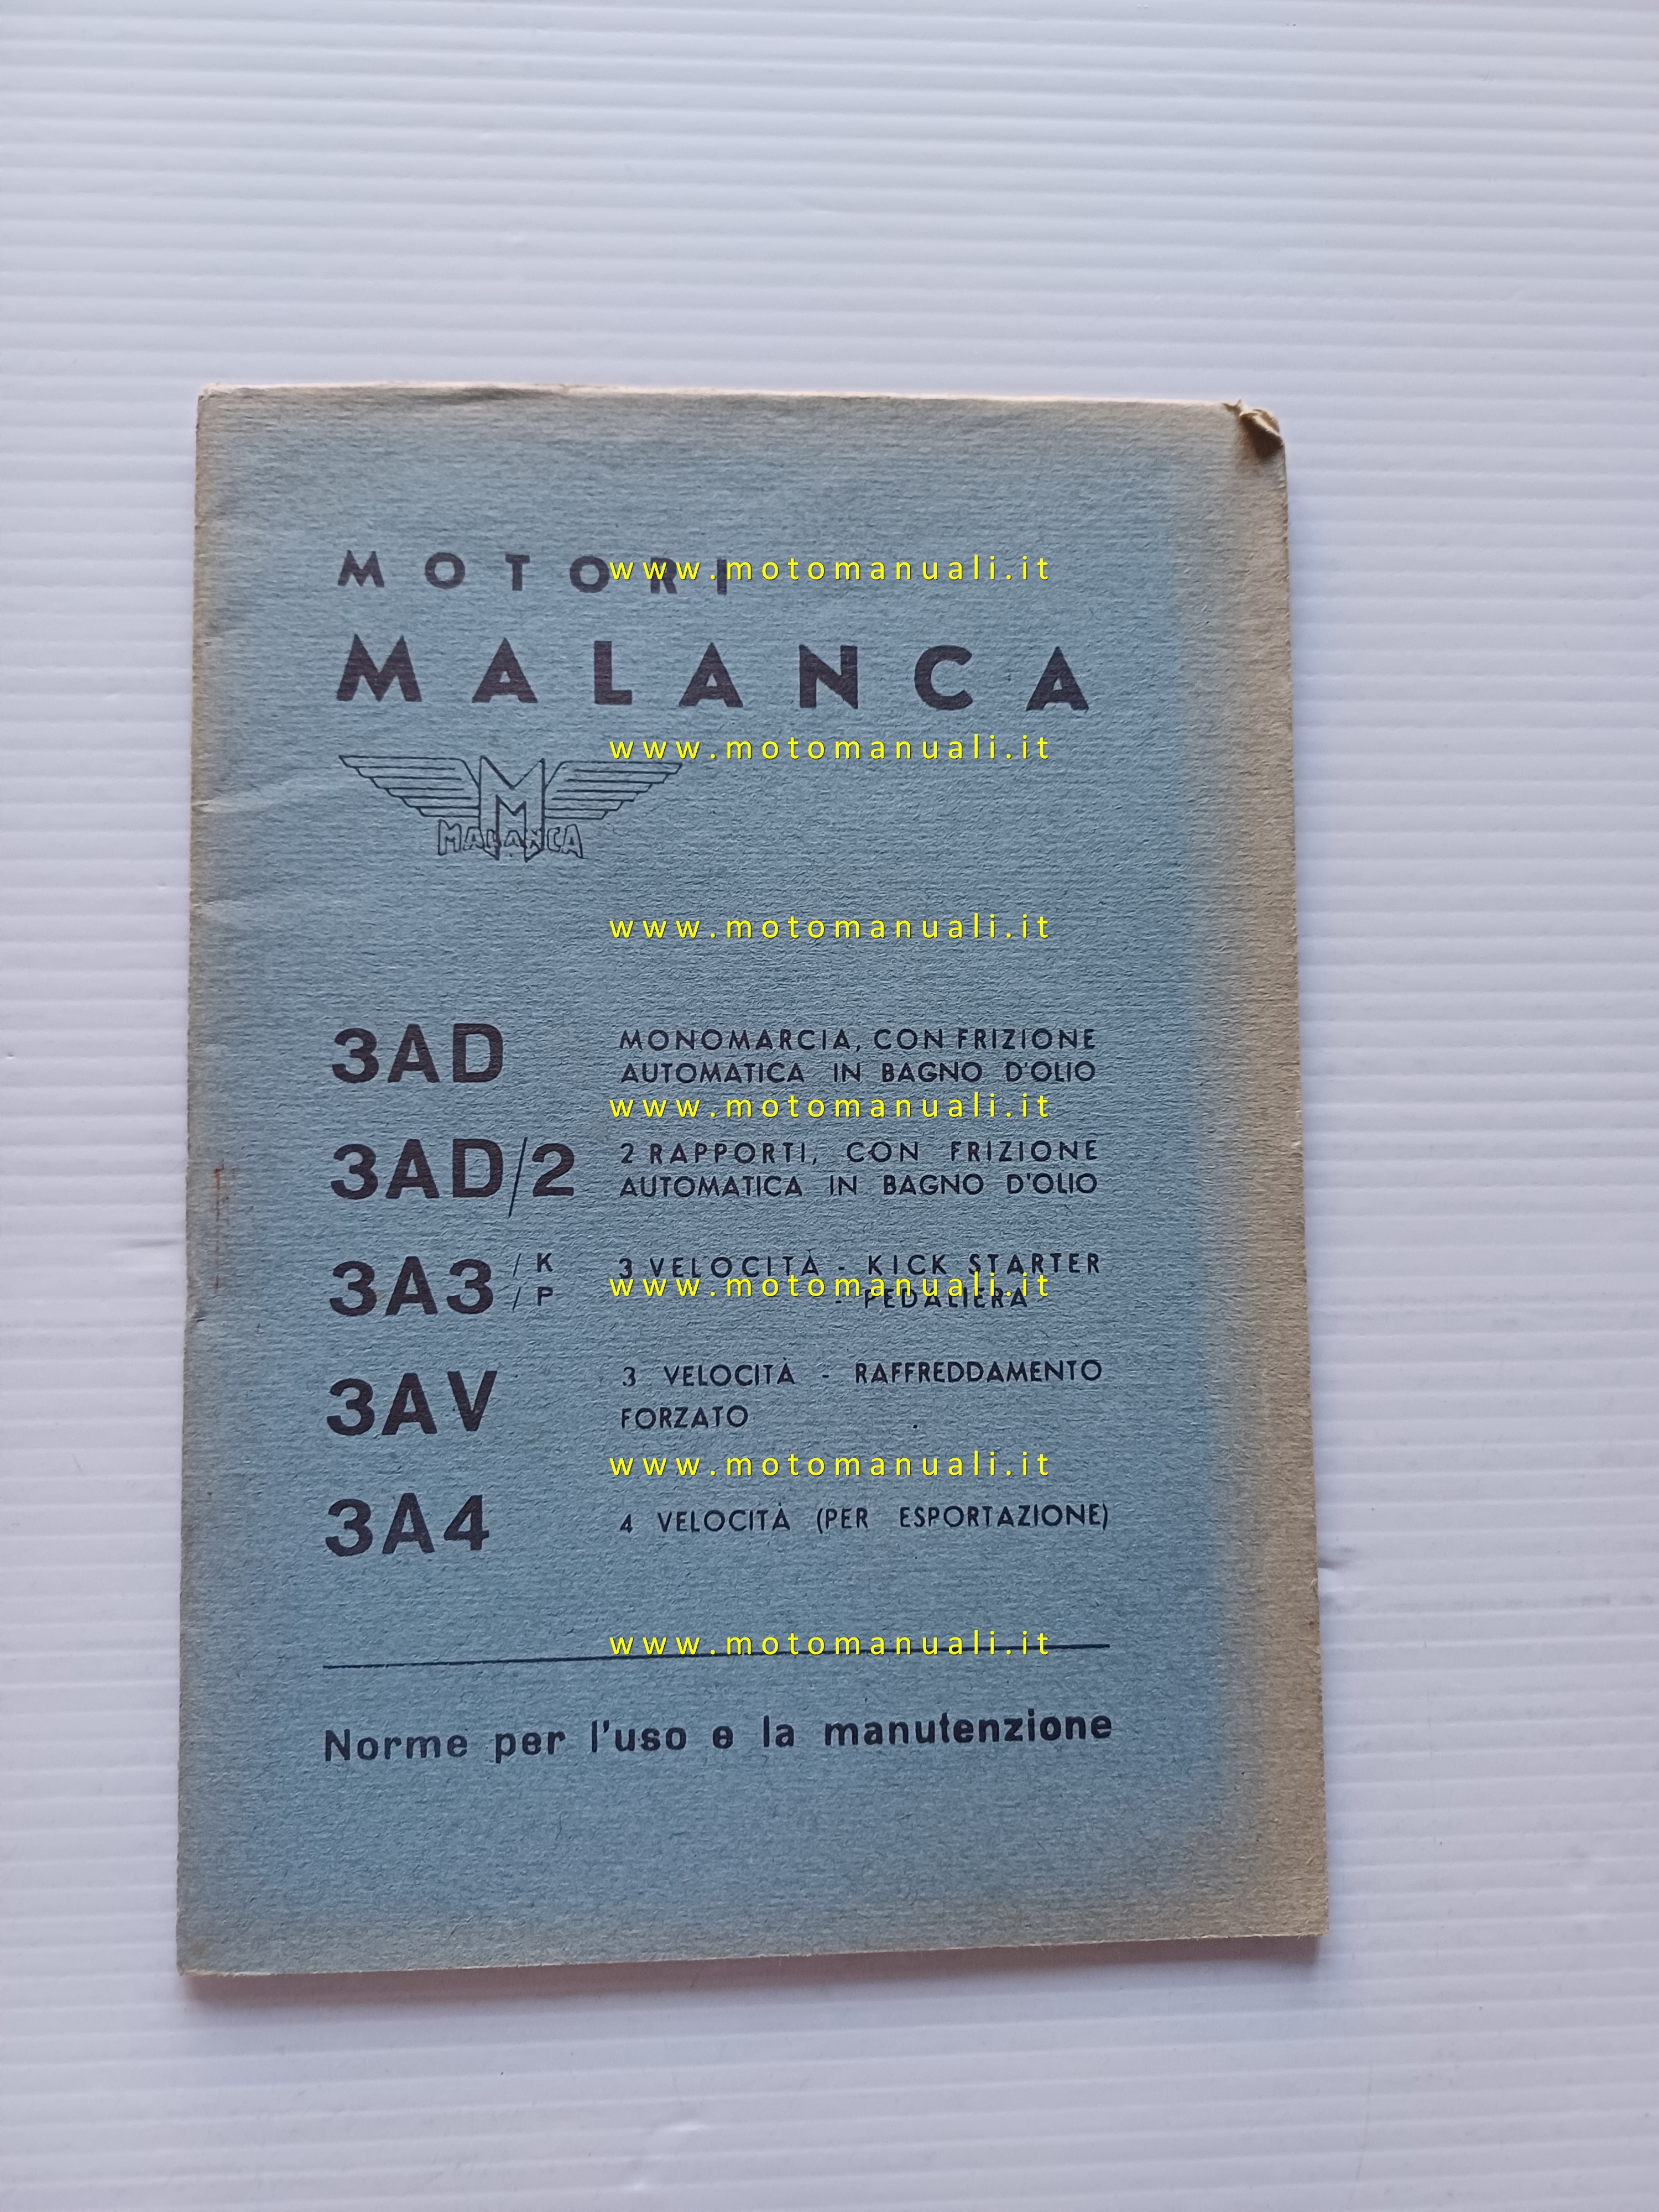 MOTORI
www.motomanuali.it
MALANCA
www.motomanuali.it
MALANCA
www.motomanuali.it
3AD MONOMARCIA, CON FRIZIONE
AUTOMATICA IN BAGNO D'OLIO
www.motomanuali.it
3AD/2 2 RAPPORTI, CON FRIZIONE
AUTOMATICA IN BAGNO D'OLIO
3A3 /K 3 VELOCITÀ - KICK STARTER
/P - PEDALIERA
www.motomanuali.it
3AV 3 VELOCITÀ - RAFFREDDAMENTO
FORZATO
www.motomanuali.it
3A4 4 VELOCITÀ (PER ESPORTAZIONE)
www.motomanuali.it
Norme per l'uso e la manutenzione